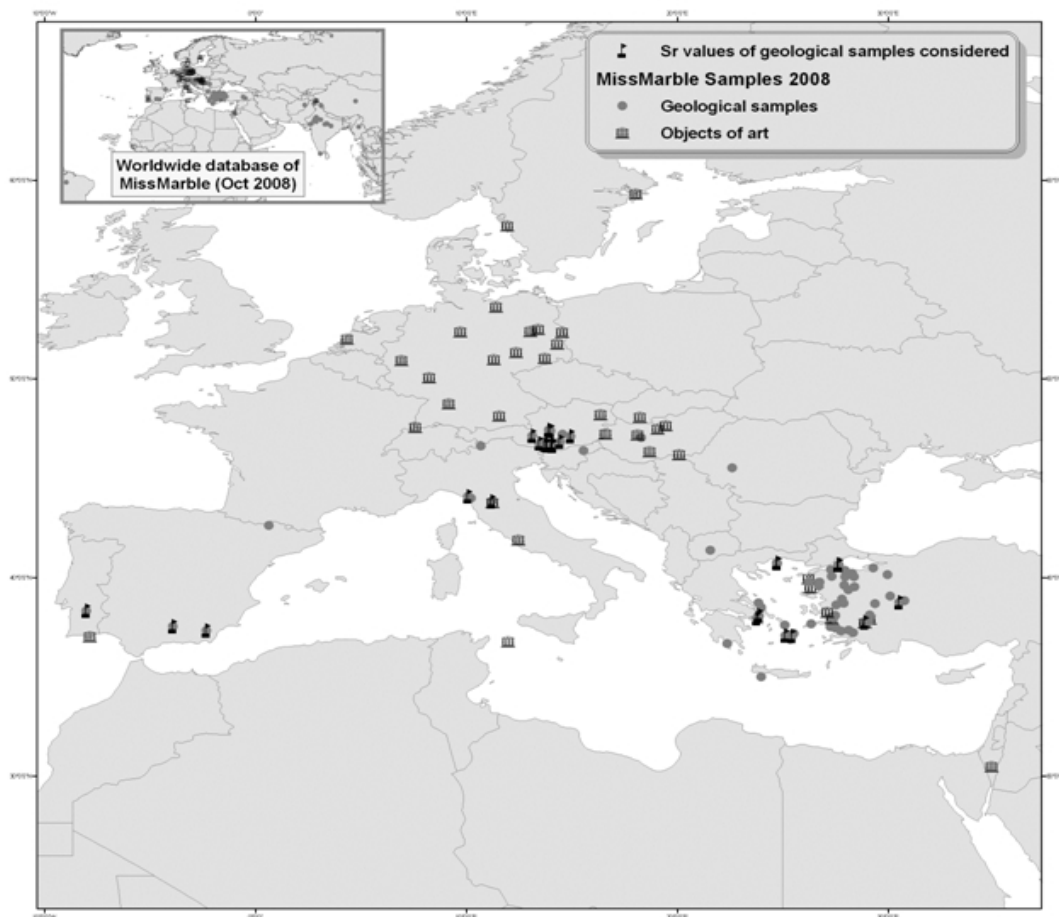 Sr values of geological samples considered
MissMarble Samples 2008
Geological samples
Objects of art
Worldwide database of
MissMarble (Oct 2008)